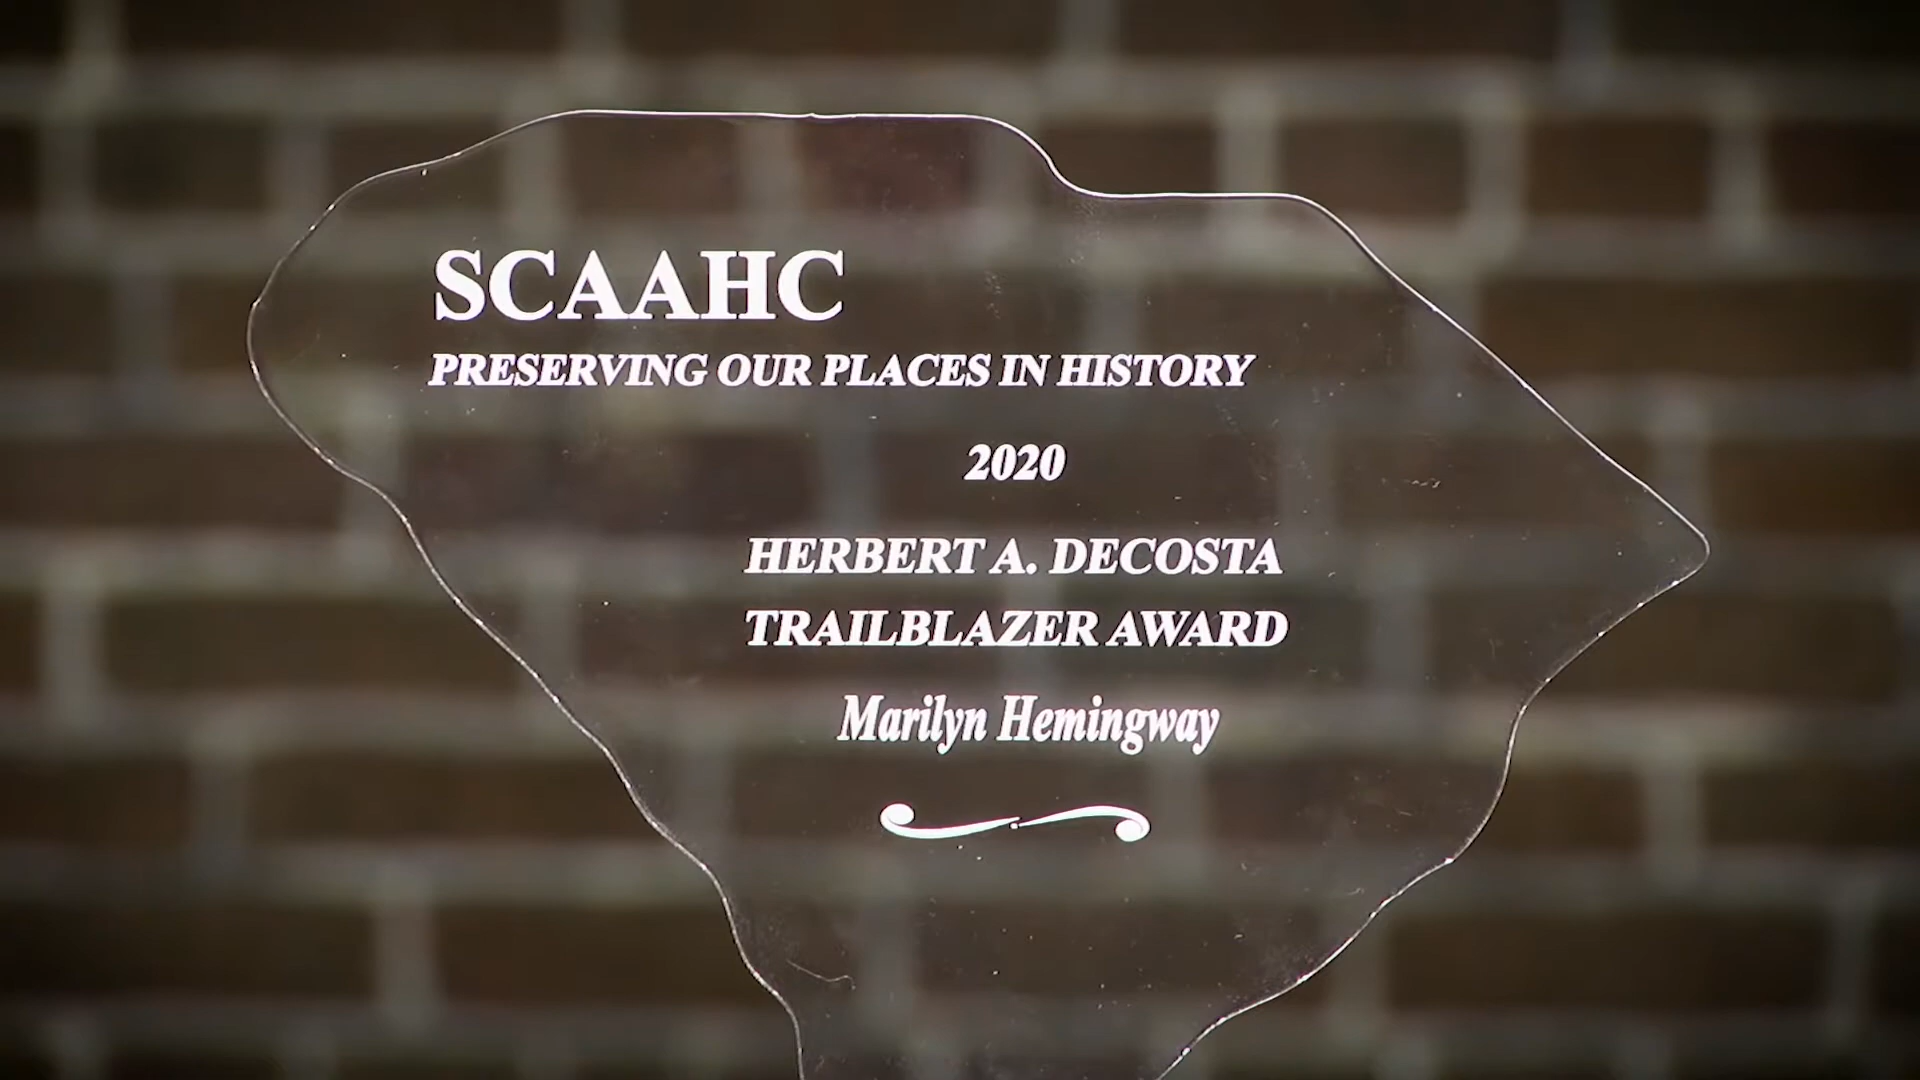 SCAAHC
PRESERVING OUR PLACES IN HISTORY
2020
HERBERT A. DECOSTA
TRAILBLAZER AWARD
Marilyn Hemingway